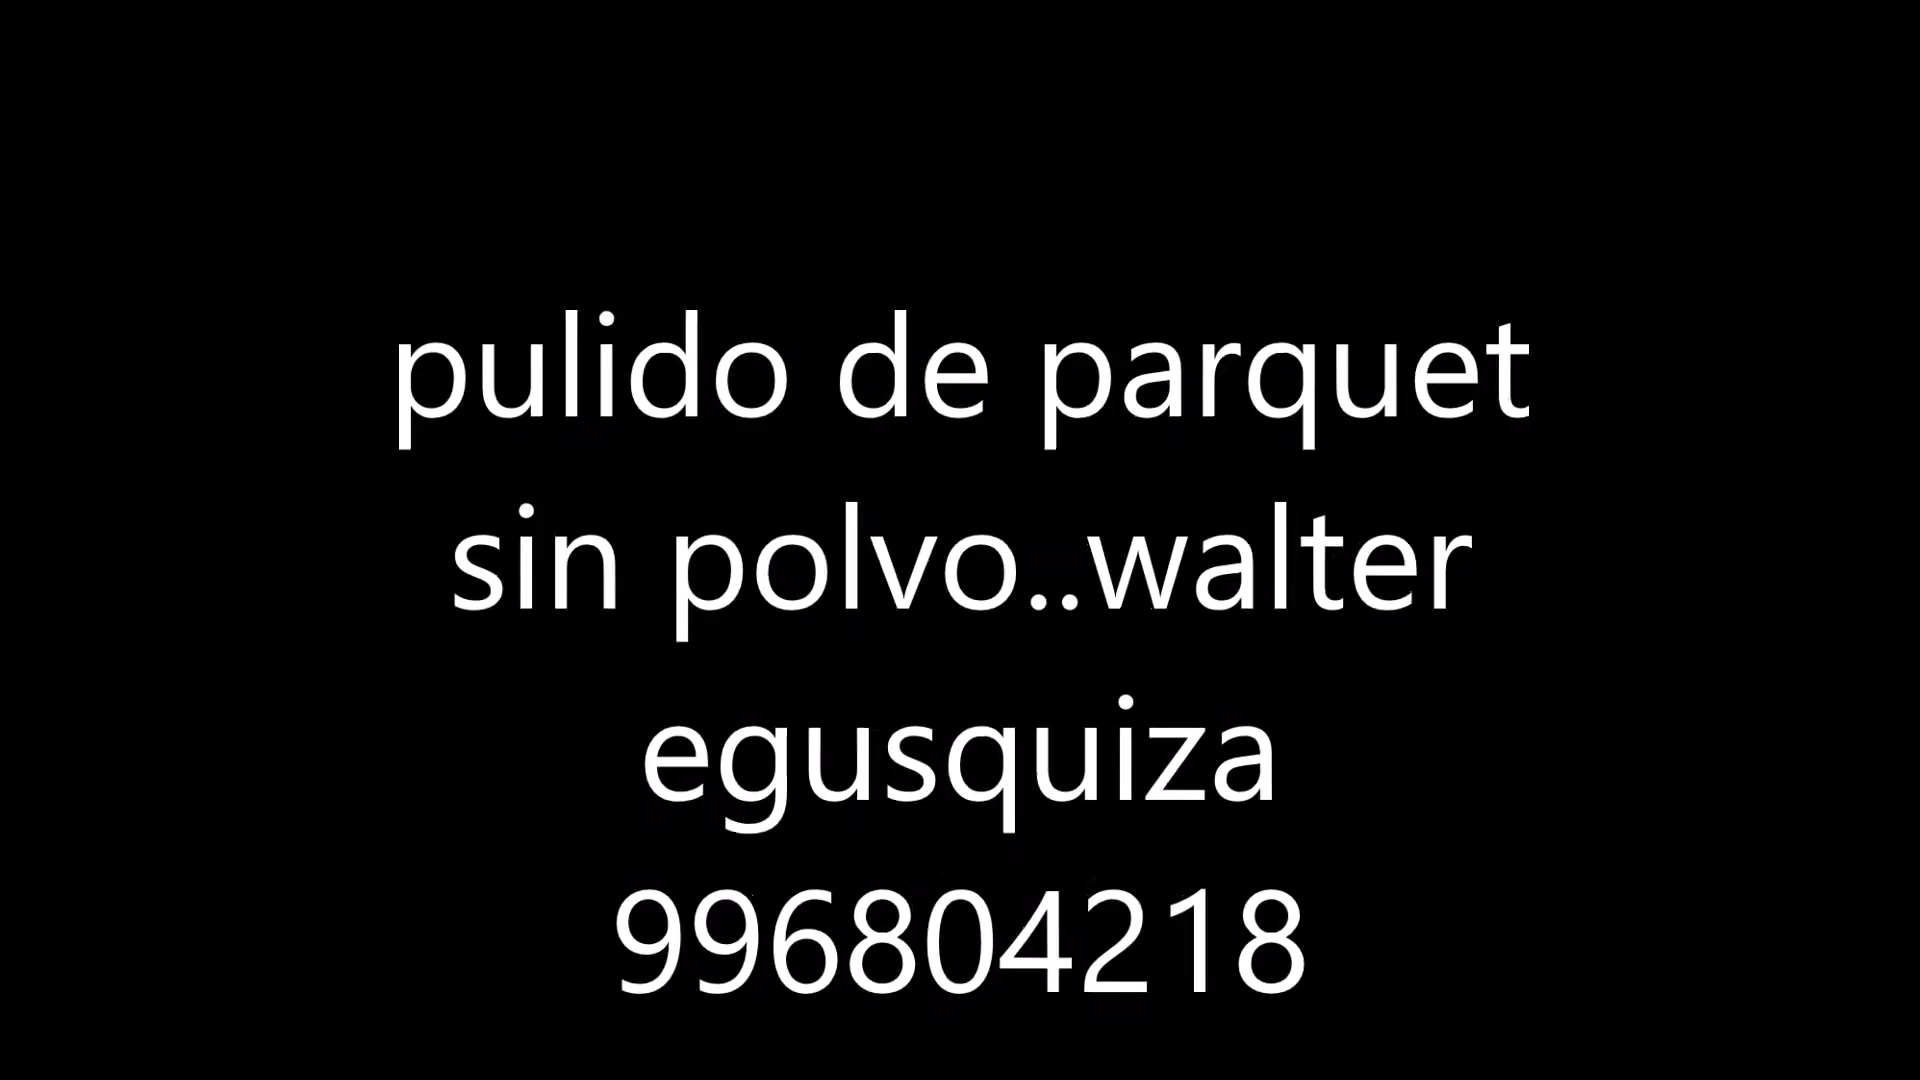 pulido de parquet
sin polvo..walter
egusquiza
996804218